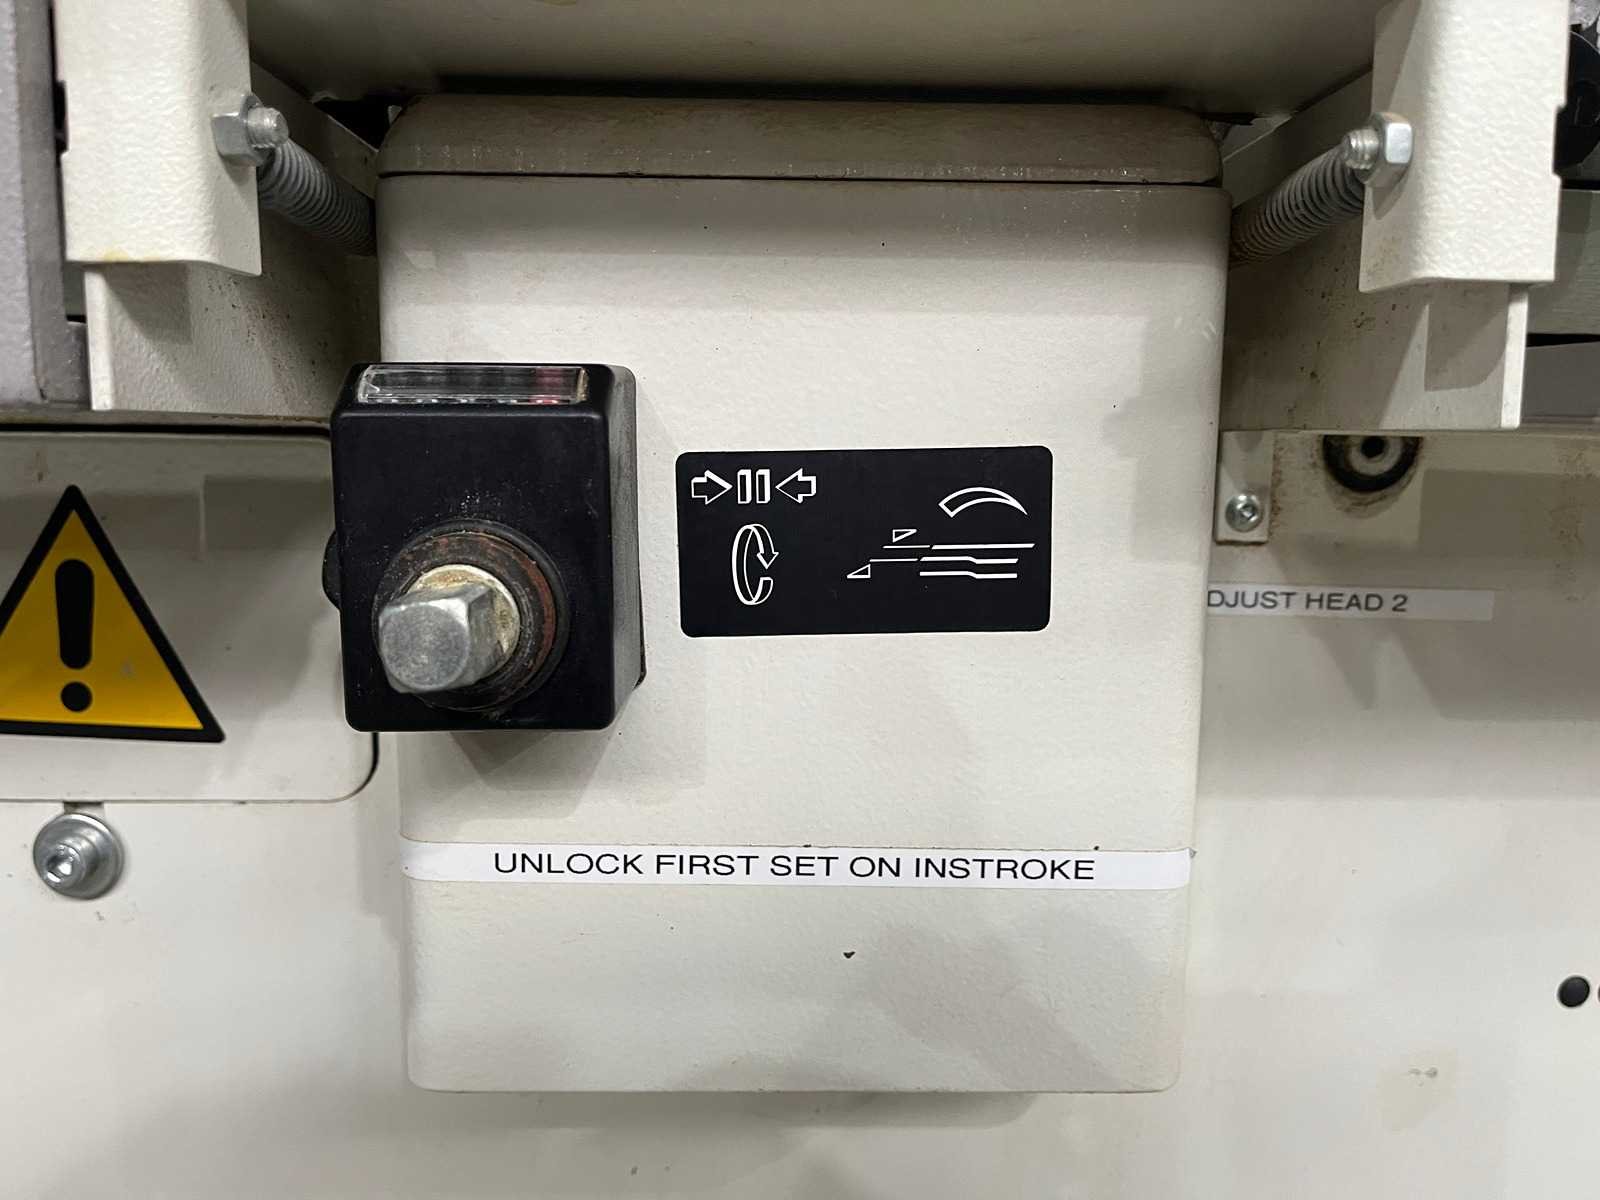 DJUST HEAD 2
UNLOCK FIRST SET ON INSTROKE